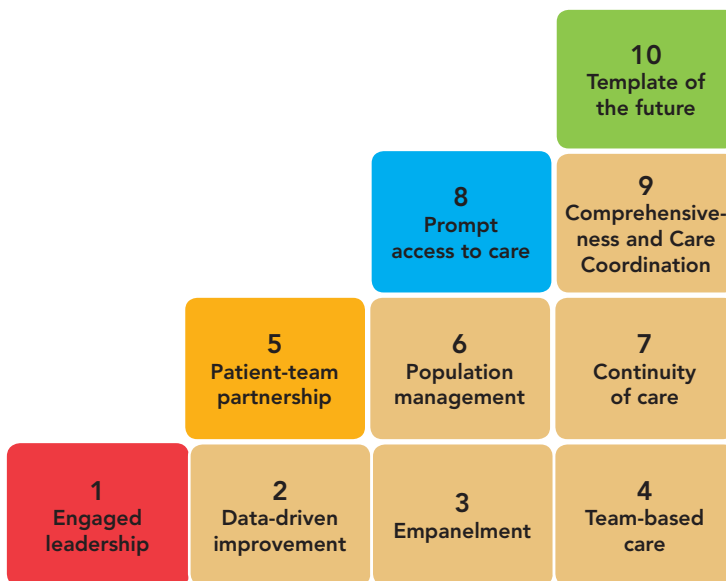 10
Template of
the future
8
Prompt
access to care
9
Comprehensive-
ness and Care
Coordination
5
Patient-team
partnership
6
Population
management
7
Continuity
of care
1
Engaged
leadership
2
Data-driven
improvement
3
Empanelment
4
Team-based
care